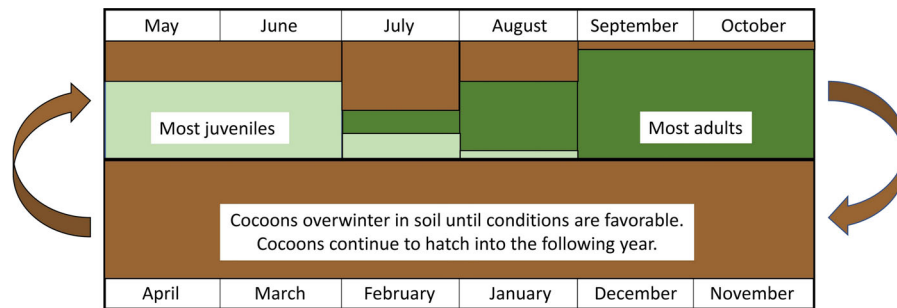 May June July August September October
Most juveniles Most adults
Cocoons overwinter in soil until conditions are favorable.
Cocoons continue to hatch into the following year.
April March February January December November